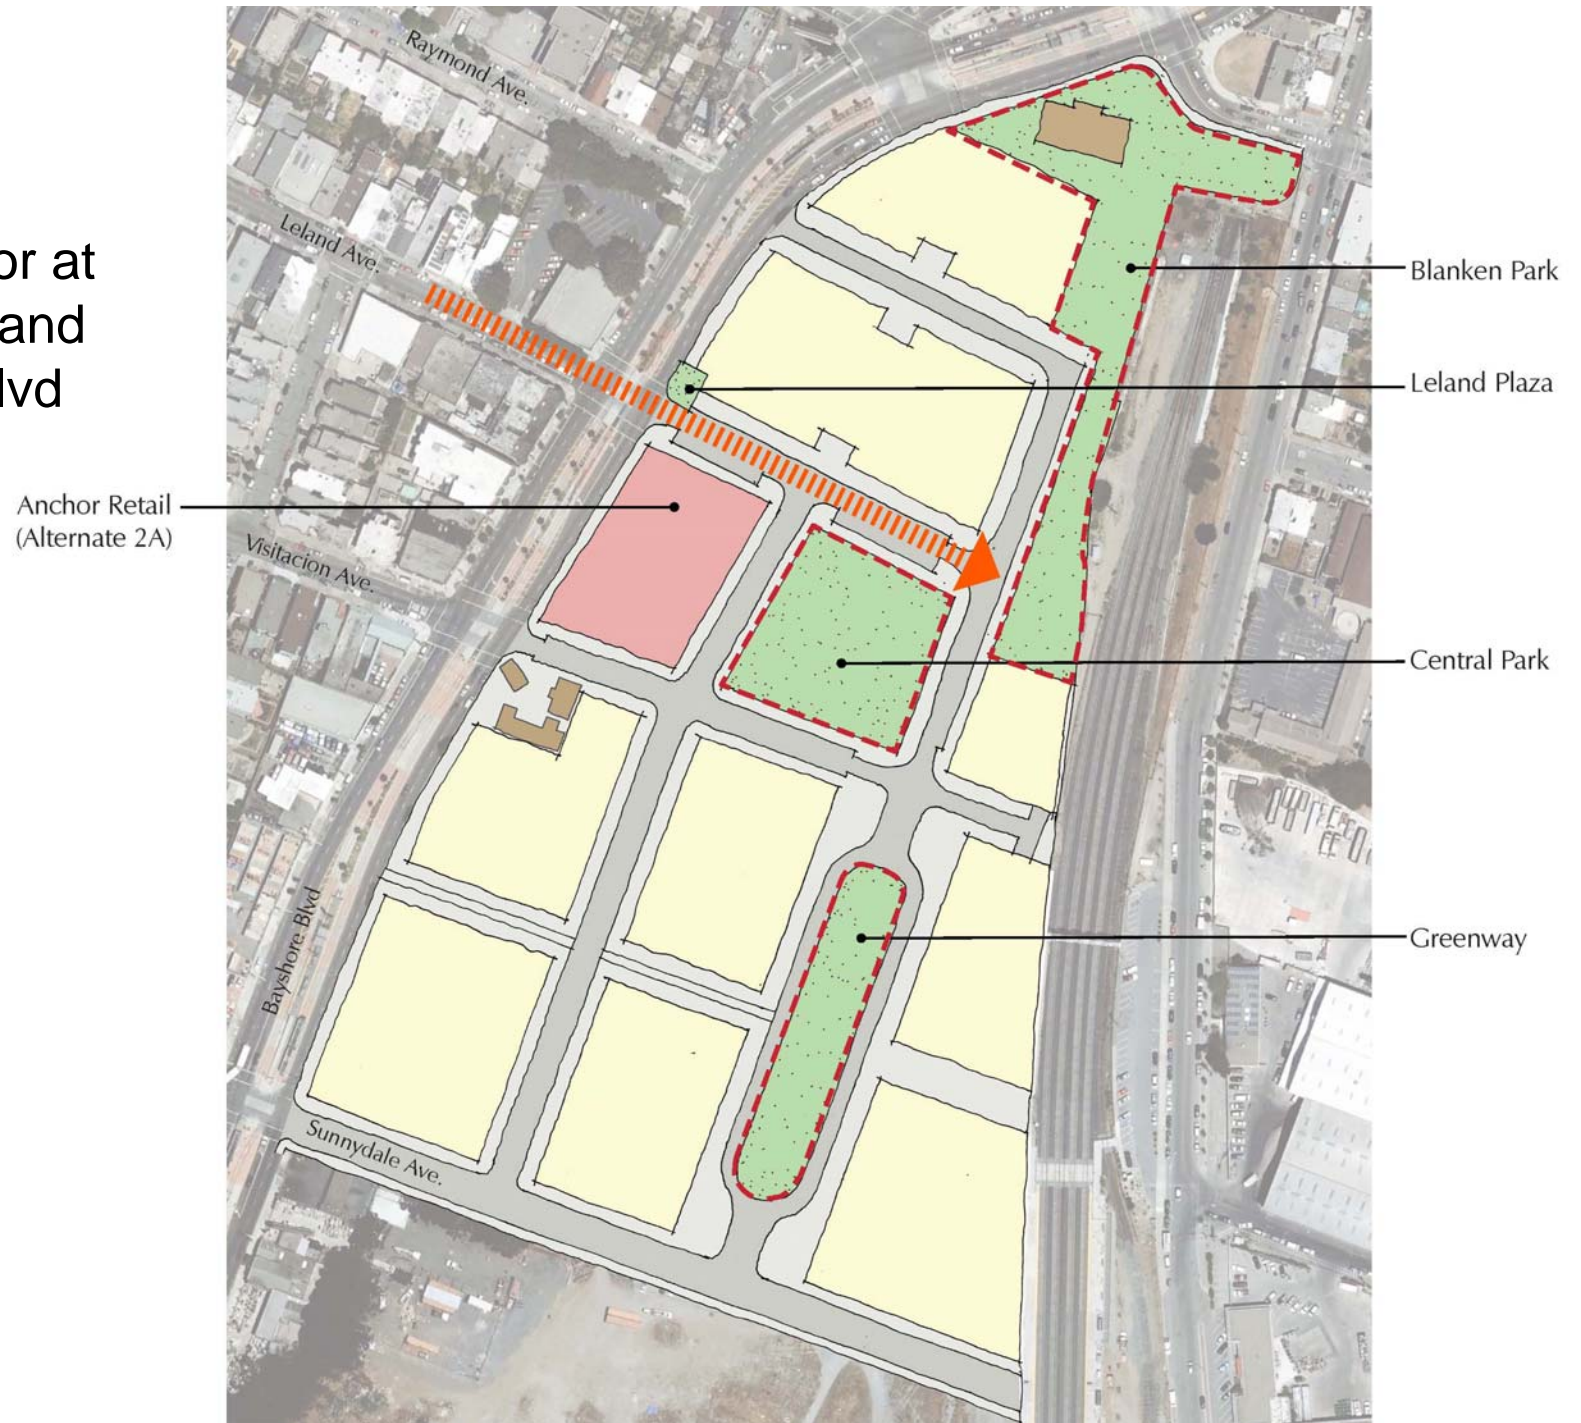 Raymond Ave.
Leland Ave.
or at
and
lvd
Blanken Park
Leland Plaza
Anchor Retail
(Alternate 2A)
Visitacion Ave.
Central Park
Greenway
Bayshore Blvd
Sunnydale Ave.